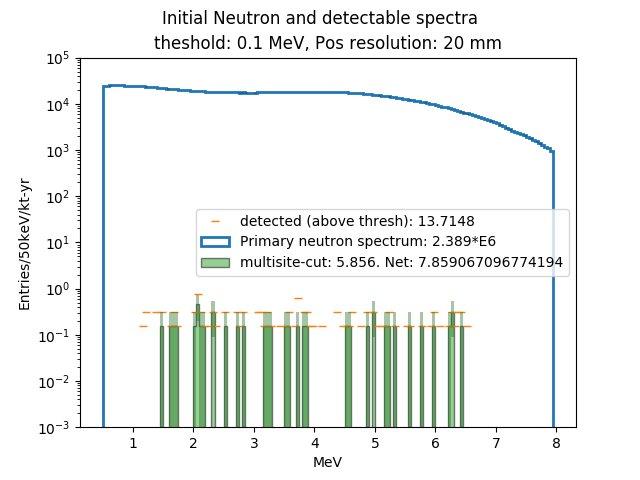 Initial Neutron and detectable spectra
theshold: 0.1 MeV, Pos resolution: 20 mm
Entries/50keV/kt-yr
10^5
10^4
10^3
10^2
10^1
10^0
10^-1
10^-2
10^-3
detected (above thresh): 13.7148
Primary neutron spectrum: 2.389*E6
multisite-cut: 5.856. Net: 7.859067096774194
1 2 3 4 5 6 7 8
MeV